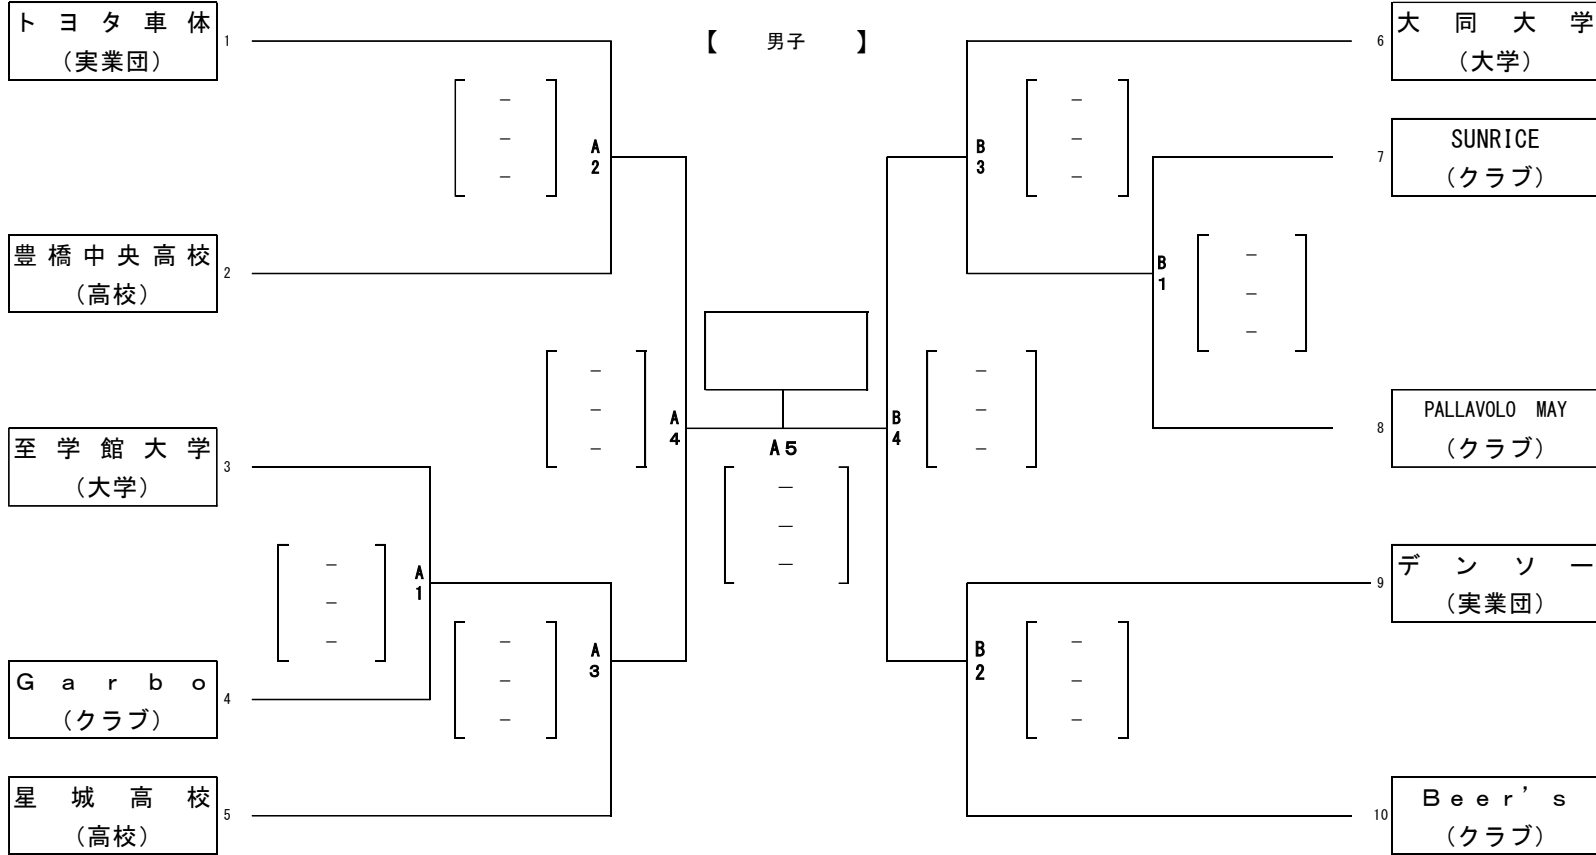 【 男子 】
トヨタ車体
(実業団)
1
豊橋中央高校
(高校)
2
至学館大学
(大学)
3
Garbo
(クラブ)
4
星城高校
(高校)
5
A2
- 
- 
- 
A4
- 
- 
- 
A1
- 
- 
- 
A3
- 
- 
- 
A5
- 
- 
- 
B3
- 
- 
- 
B1
- 
- 
- 
B4
- 
- 
- 
B2
- 
- 
- 
6
大同大学
(大学)
7
SUNRICE
(クラブ)
8
PALLAVOLO MAY
(クラブ)
9
デンソー
(実業団)
10
Beer's
(クラブ)